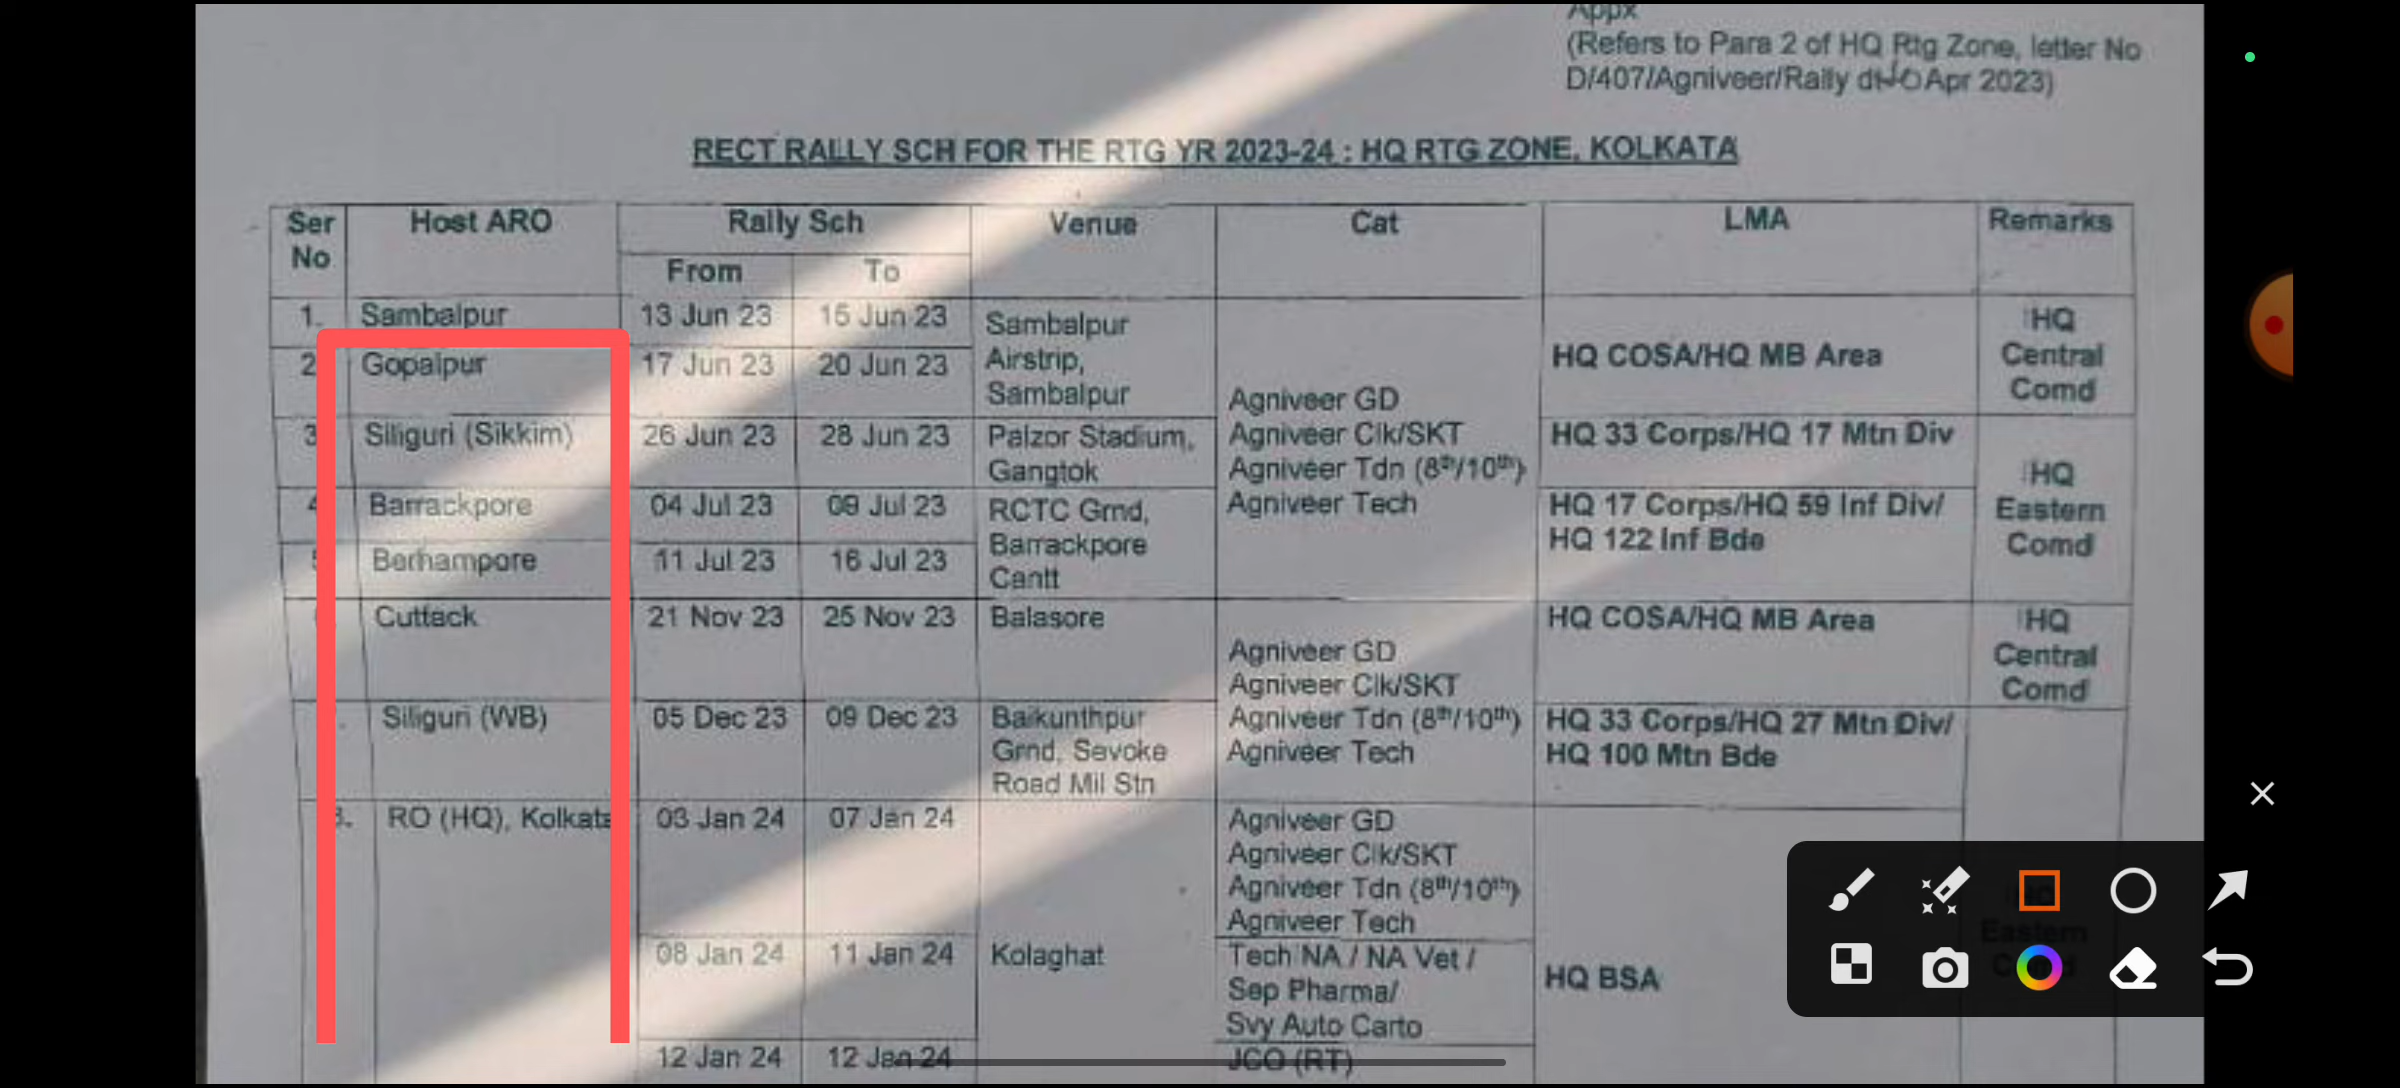 Appx
(Refers to Para 2 of HQ Rtg Zone, letter No
D/407/Agniveer/Rally dt Apr 2023)
RECT RALLY SCH FOR THE RTG YR 2023-24 : HQ RTG ZONE, KOLKATA
Ser No Host ARO Rally Sch Venue Cat LMA Remarks
From To
1. Sambalpur 13 Jun 23 15 Jun 23
Sambalpur
Airstrip,
Sambalpur
2 Gopalpur 17 Jun 23 20 Jun 23
HQ COSA/HQ MB Area
HQ
Central
Comd
3 Siliguri (Sikkim) 26 Jun 23 28 Jun 23
Palzor Stadium,
Gangtok
Agniveer GD
Agniveer Clk/SKT
Agniveer Tdn (8th/10th)
Agniveer Tech
HQ 33 Corps/HQ 17 Mtn Div
HQ
Eastern
Comd
4 Barrackpore 04 Jul 23 09 Jul 23
RCTC Grnd,
Barrackpore
Cantt
HQ 17 Corps/HQ 59 Inf Div/
HQ 122 Inf Bde
5 Berhampore 11 Jul 23 16 Jul 23
Cuttack 21 Nov 23 25 Nov 23 Balasore
Agniveer GD
Agniveer Clk/SKT
Agniveer Tdn (8th/10th)
Agniveer Tech
HQ COSA/HQ MB Area
HQ
Central
Comd
Siliguri (WB) 05 Dec 23 09 Dec 23
Baikunthpur
Grnd, Sevoke
Road Mil Stn
HQ 33 Corps/HQ 27 Mtn Div/
HQ 100 Mtn Bde
8. RO (HQ), Kolkata 03 Jan 24 07 Jan 24
Agniveer GD
Agniveer Clk/SKT
Agniveer Tdn (8th/10th)
Agniveer Tech
08 Jan 24 11 Jan 24 Kolaghat
Tech NA / NA Vet /
Sep Pharma/
Svy Auto Carto
HQ BSA
Eastern
12 Jan 24 12 Jan 24 JCO (RT)